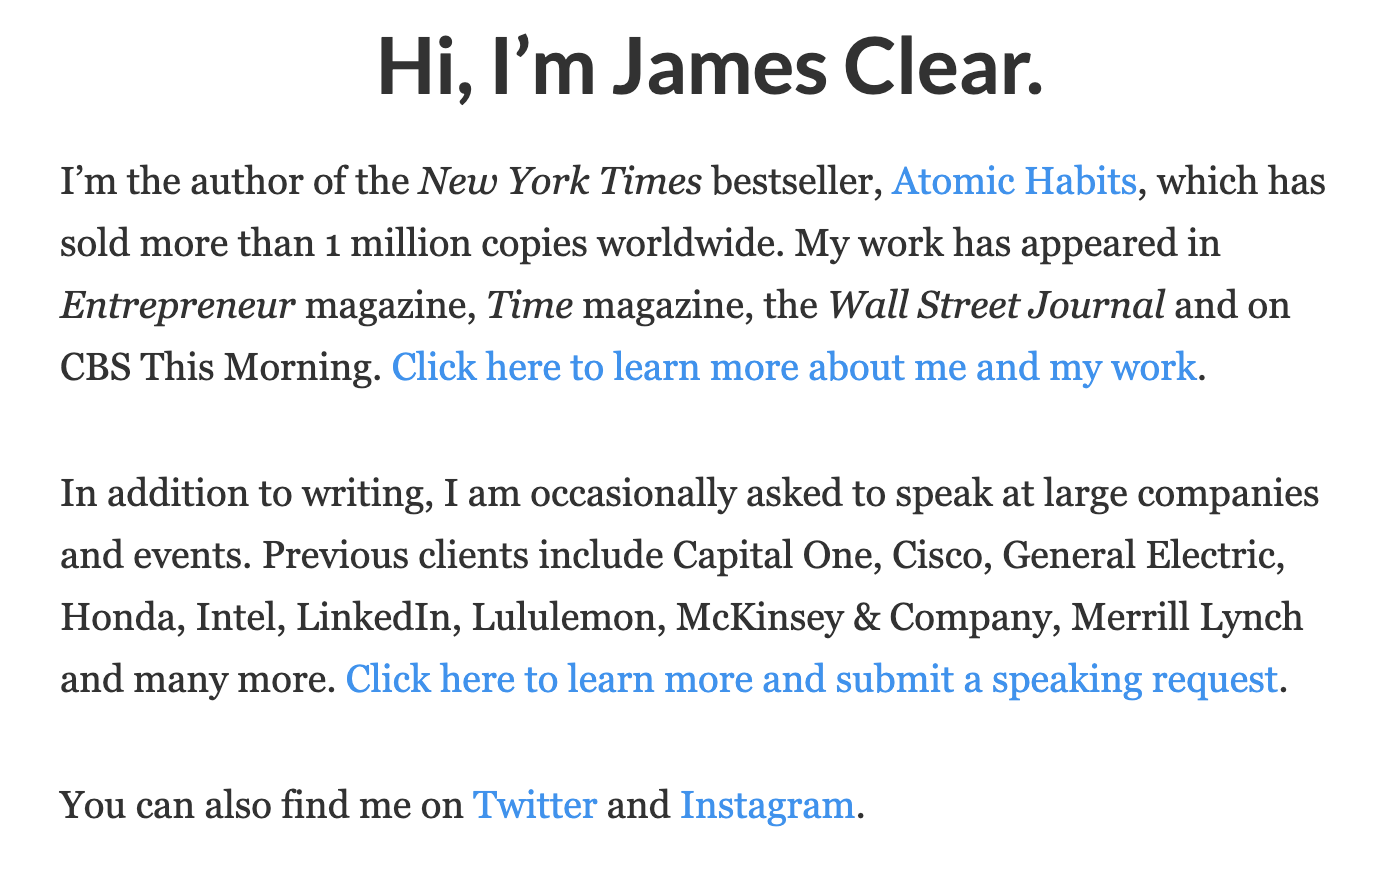 Hi, I’m James Clear.
I’m the author of the New York Times bestseller, Atomic Habits, which has
sold more than 1 million copies worldwide. My work has appeared in
Entrepreneur magazine, Time magazine, the Wall Street Journal and on
CBS This Morning. Click here to learn more about me and my work.
In addition to writing, I am occasionally asked to speak at large companies
and events. Previous clients include Capital One, Cisco, General Electric,
Honda, Intel, LinkedIn, Lululemon, McKinsey & Company, Merrill Lynch
and many more. Click here to learn more and submit a speaking request.
You can also find me on Twitter and Instagram.